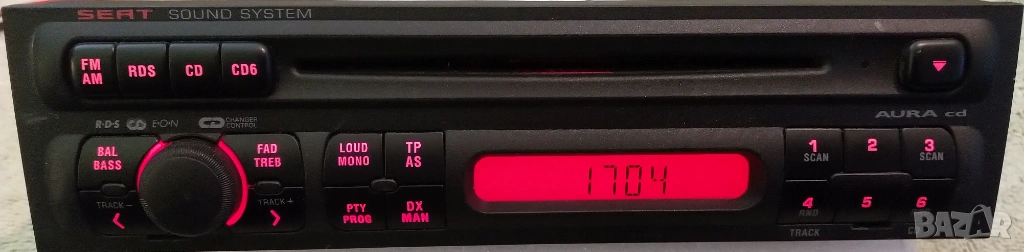 SEAT SOUND SYSTEM
FM AM
RDS
CD
CD6
AURA cd
R·D·S
E·O·N
CHANGER CONTROL
BAL BASS
FAD TREB
LOUD MONO
TP AS
1704
1 SCAN
2
3 SCAN
TRACK−
<
TRACK+
>
PTY PROG
DX MAN
4 RND
5
6
TRACK
BAZAR